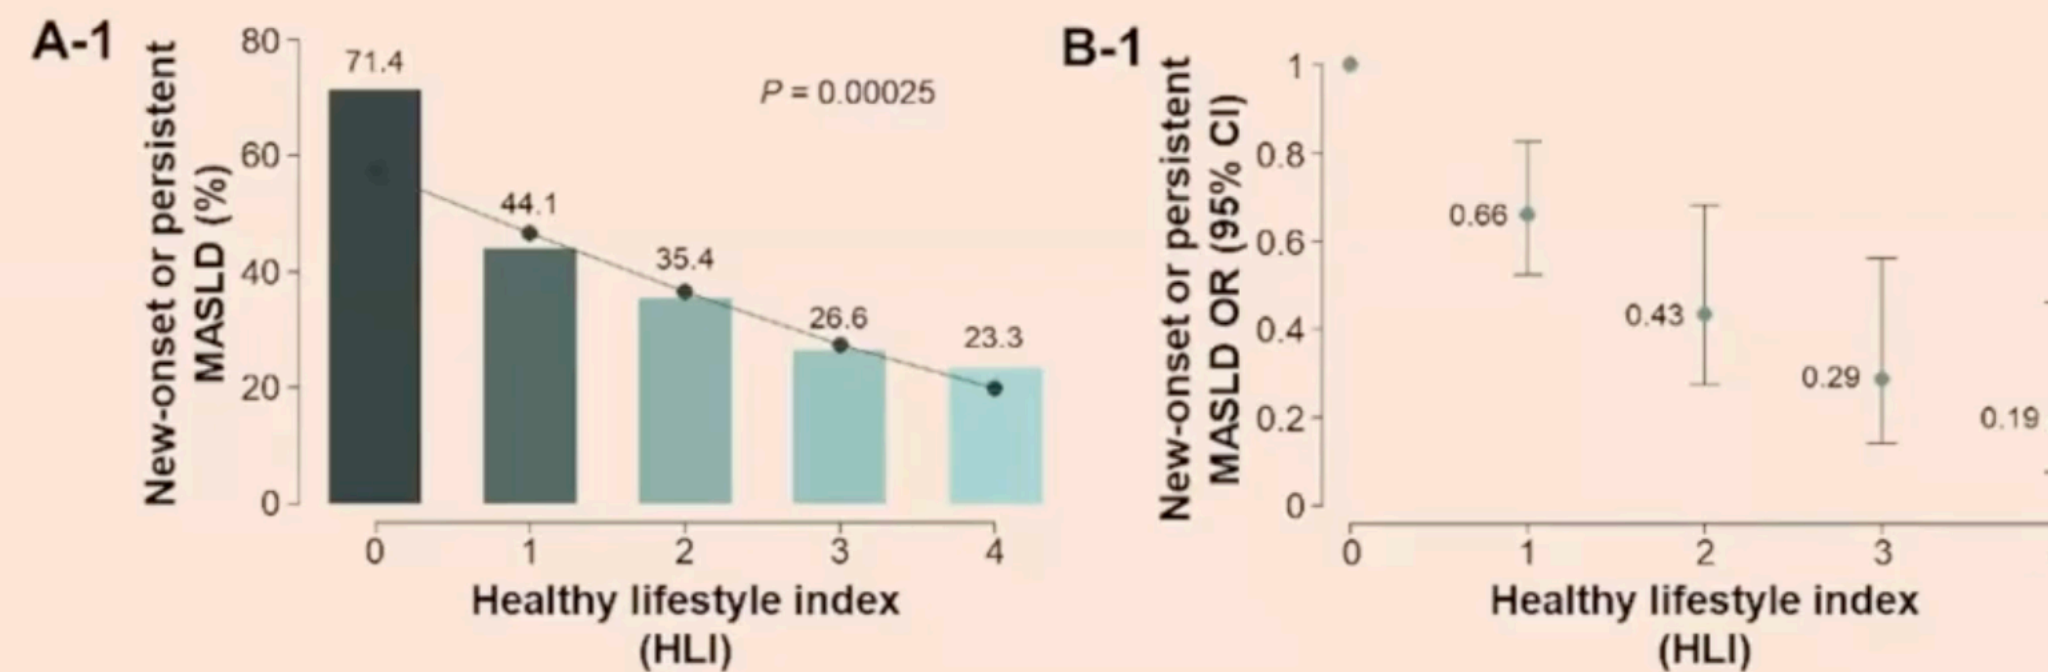 A-1
New-onset or persistent
MASLD (%)
80
60
40
20
0
71.4
44.1
35.4
26.6
23.3
P = 0.00025
0 1 2 3 4
Healthy lifestyle index
(HLI)
B-1
New-onset or persistent
MASLD OR (95% CI)
1
0.8
0.6
0.4
0.2
0
0.66
0.43
0.29
0.19
0 1 2 3
Healthy lifestyle index
(HLI)